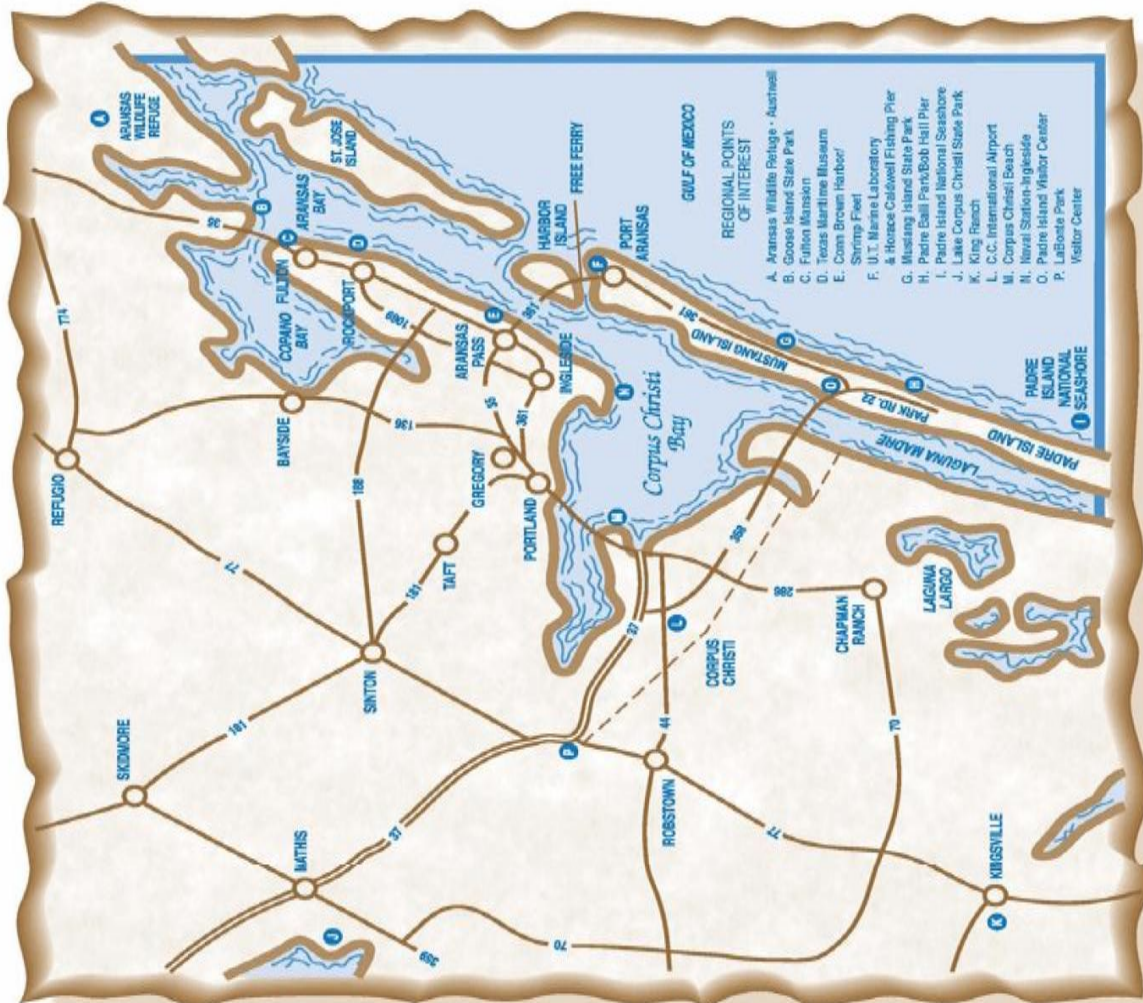 J
359
70
K
KINGSVILLE
MATHIS
37
77
SKIDMORE
ROBSTOWN
P
44
70
181
SINTON
CORPUS
CHRISTI
L
37
CHAPMAN
RANCH
286
358
LAGUNA
LARGO
77
181
TAFT
PORTLAND
M
REFUGIO
GREGORY
188
136
BAYSIDE
35
361
Corpus Christi
Bay
N
LAGUNA MADRE
PADRE ISLAND
PARK RD. 22
O
H
PADRE
ISLAND
NATIONAL
SEASHORE
I
INGLESIDE
ARANSAS
PASS
1069
E
361
MUSTANG ISLAND
G
361
774
COPANO
BAY
ROCKPORT
D
FULTON
C
ARANSAS
BAY
B
35
HARBOR
ISLAND
FREE FERRY
F
PORT
ARANSAS
ST. JOSE
ISLAND
A
ARANSAS
WILDLIFE
REFUGE
GULF OF MEXICO
REGIONAL POINTS
OF INTEREST
A. Aransas Wildlife Refuge - Austwell
B. Goose Island State Park
C. Fulton Mansion
D. Texas Maritime Museum
E. Conn Brown Harbor/
Shrimp Fleet
F. U.T. Marine Laboratory
& Horace Caldwell Fishing Pier
G. Mustang Island State Park
H. Padre Bali Park/Bob Hall Pier
I. Padre Island National Seashore
J. Lake Corpus Christi State Park
K. King Ranch
L. C.C. International Airport
M. Corpus Christi Beach
N. Naval Station-Ingleside
O. Padre Island Visitor Center
P. LaBonte Park
Visitor Center